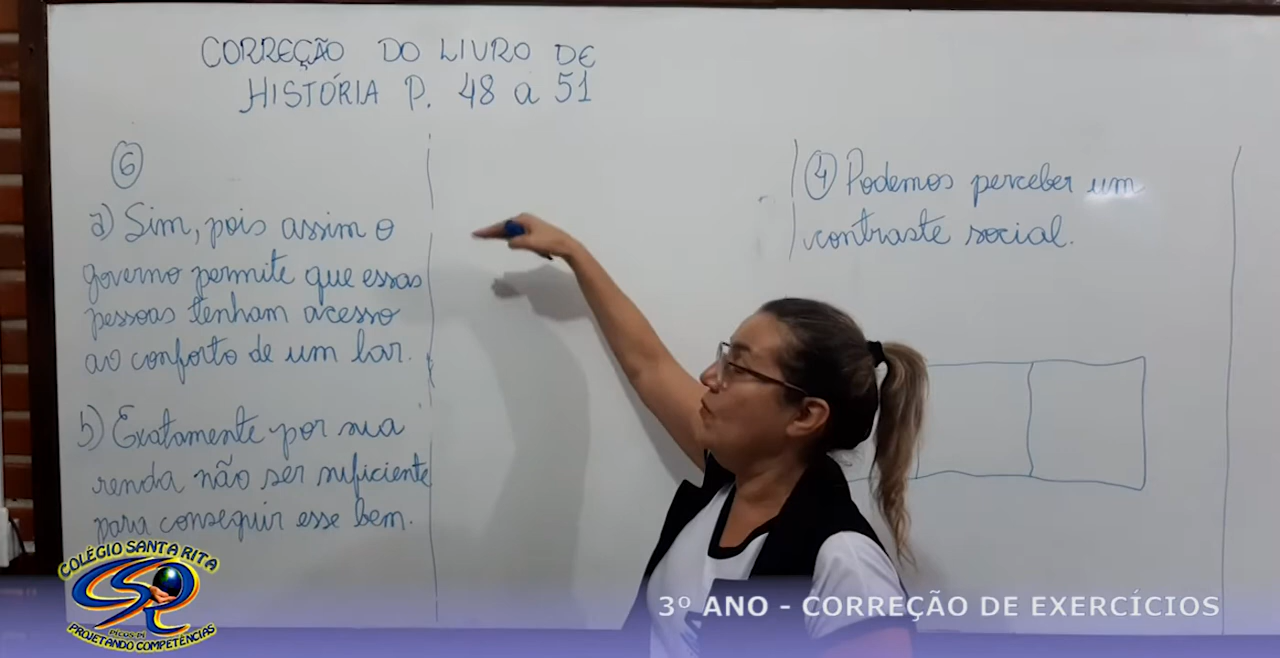 CORREÇÃO DO LIVRO DE
HISTÓRIA P. 48 a 51
6
a) Sim, pois assim o
governo permite que essas
pessoas tenham acesso
ao conforto de um lar.
b) Exatamente por sua
renda não ser suficiente
para conseguir esse bem.
4 Podemos perceber um
contraste social.
COLÉGIO SANTA RITA
PICOS-PI
PROJETANDO COMPETÊNCIAS
3º ANO - CORREÇÃO DE EXERCÍCIOS